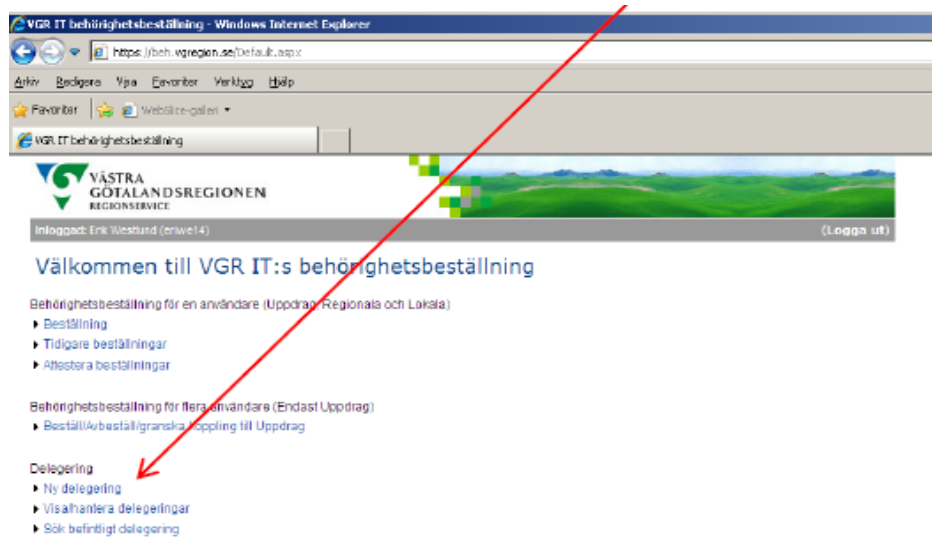 VGR IT behörighetsbeställning - Windows Internet Explorer
https://beh.vgregion.se/Default.aspx
Arkiv Redigera Visa Favoriter Verktyg Hjälp
Favoriter WebSlice-galleri
VGR IT behörighetsbeställning
VÄSTRA
GÖTALANDSREGIONEN
REGIONSERVICE
Inloggad: Erik Westlund (eriwe14) (Logga ut)
Välkommen till VGR IT:s behörighetsbeställning
Behörighetsbeställning för en användare (Uppdrag, Regionala och Lokala)
Beställning
Tidigare beställningar
Attestera beställningar
Behörighetsbeställning för flera användare (Endast Uppdrag)
Beställ/Avbeställ/granska koppling till Uppdrag
Delegering
Ny delegering
Visa/hantera delegeringar
Sök befintligt delegering